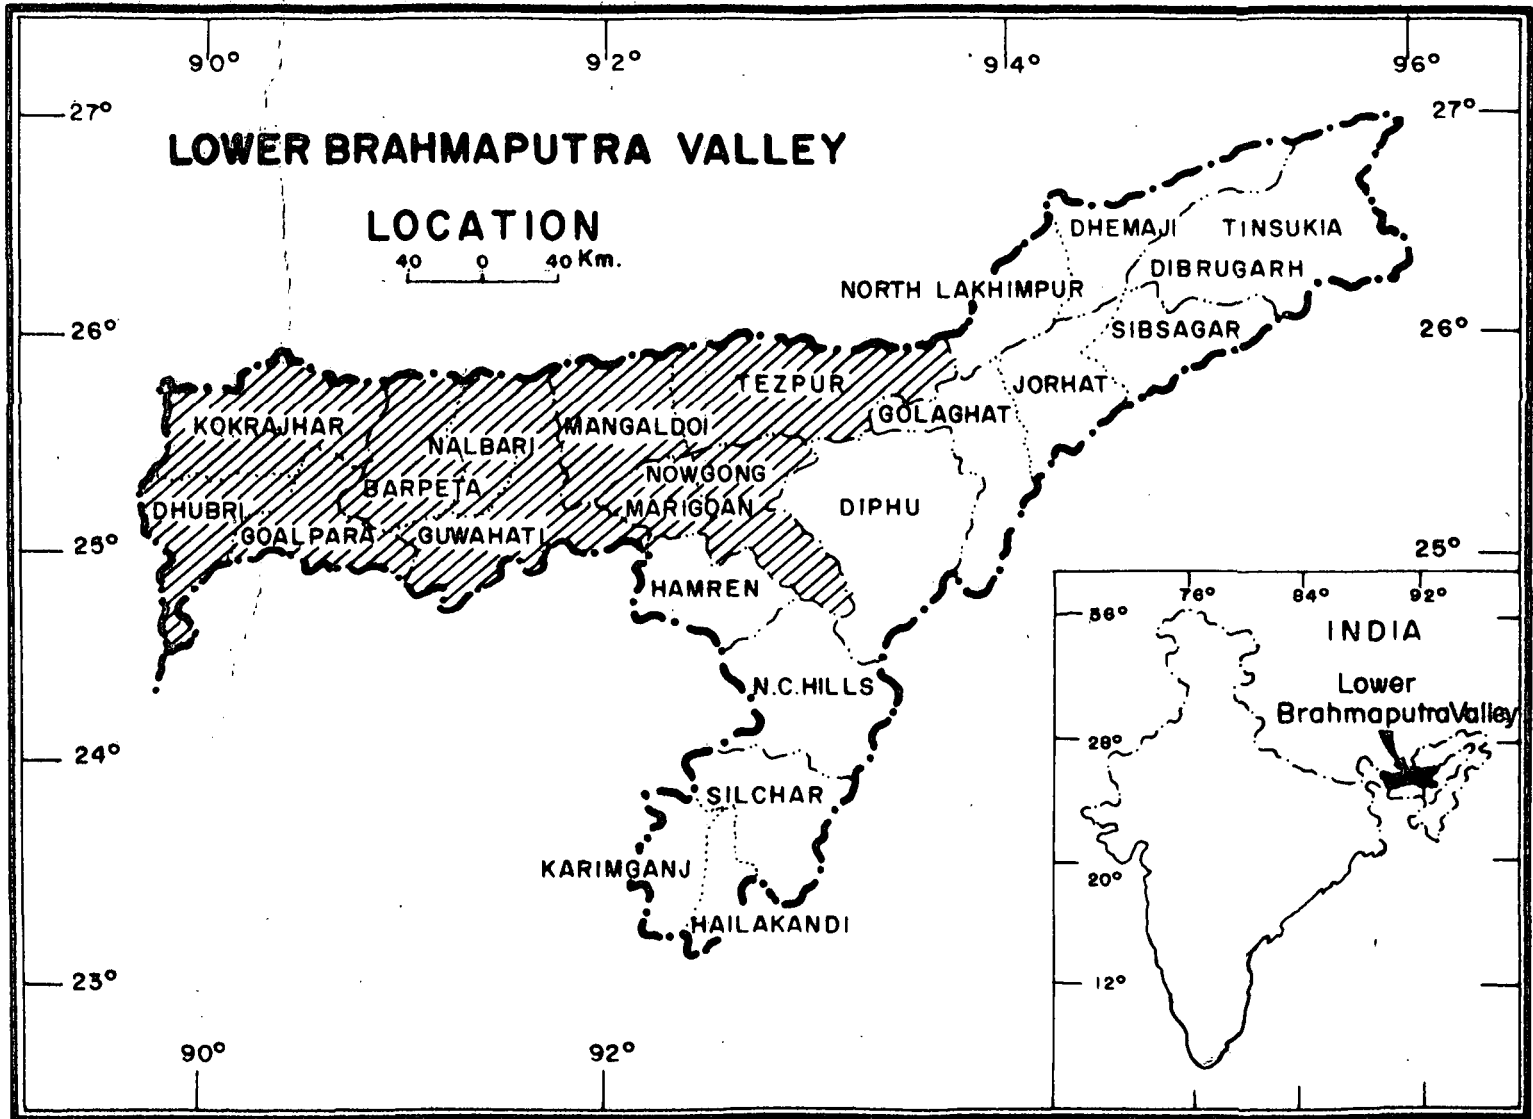 90° 92° 94° 96°
27° 27°
LOWER BRAHMAPUTRA VALLEY
LOCATION
40 0 40 Km.
DHEMAJI TINSUKIA
DIBRUGARH
NORTH LAKHIMPUR
26° 26°
SIBSAGAR
TEZPUR JORHAT
GOLAGHAT
KOKRAJHAR MANGALDOI
NALBARI
NOWGONG
BARPETA
DHUBRI MARIGOAN DIPHU
GOALPARA GUWAHATI
25° 25°
HAMREN
N.C.HILLS
24°
SILCHAR
KARIMGANJ
HAILAKANDI
23°
90° 92°
76° 84° 92°
36°
INDIA
Lower
Brahmaputra Valley
28°
20°
12°